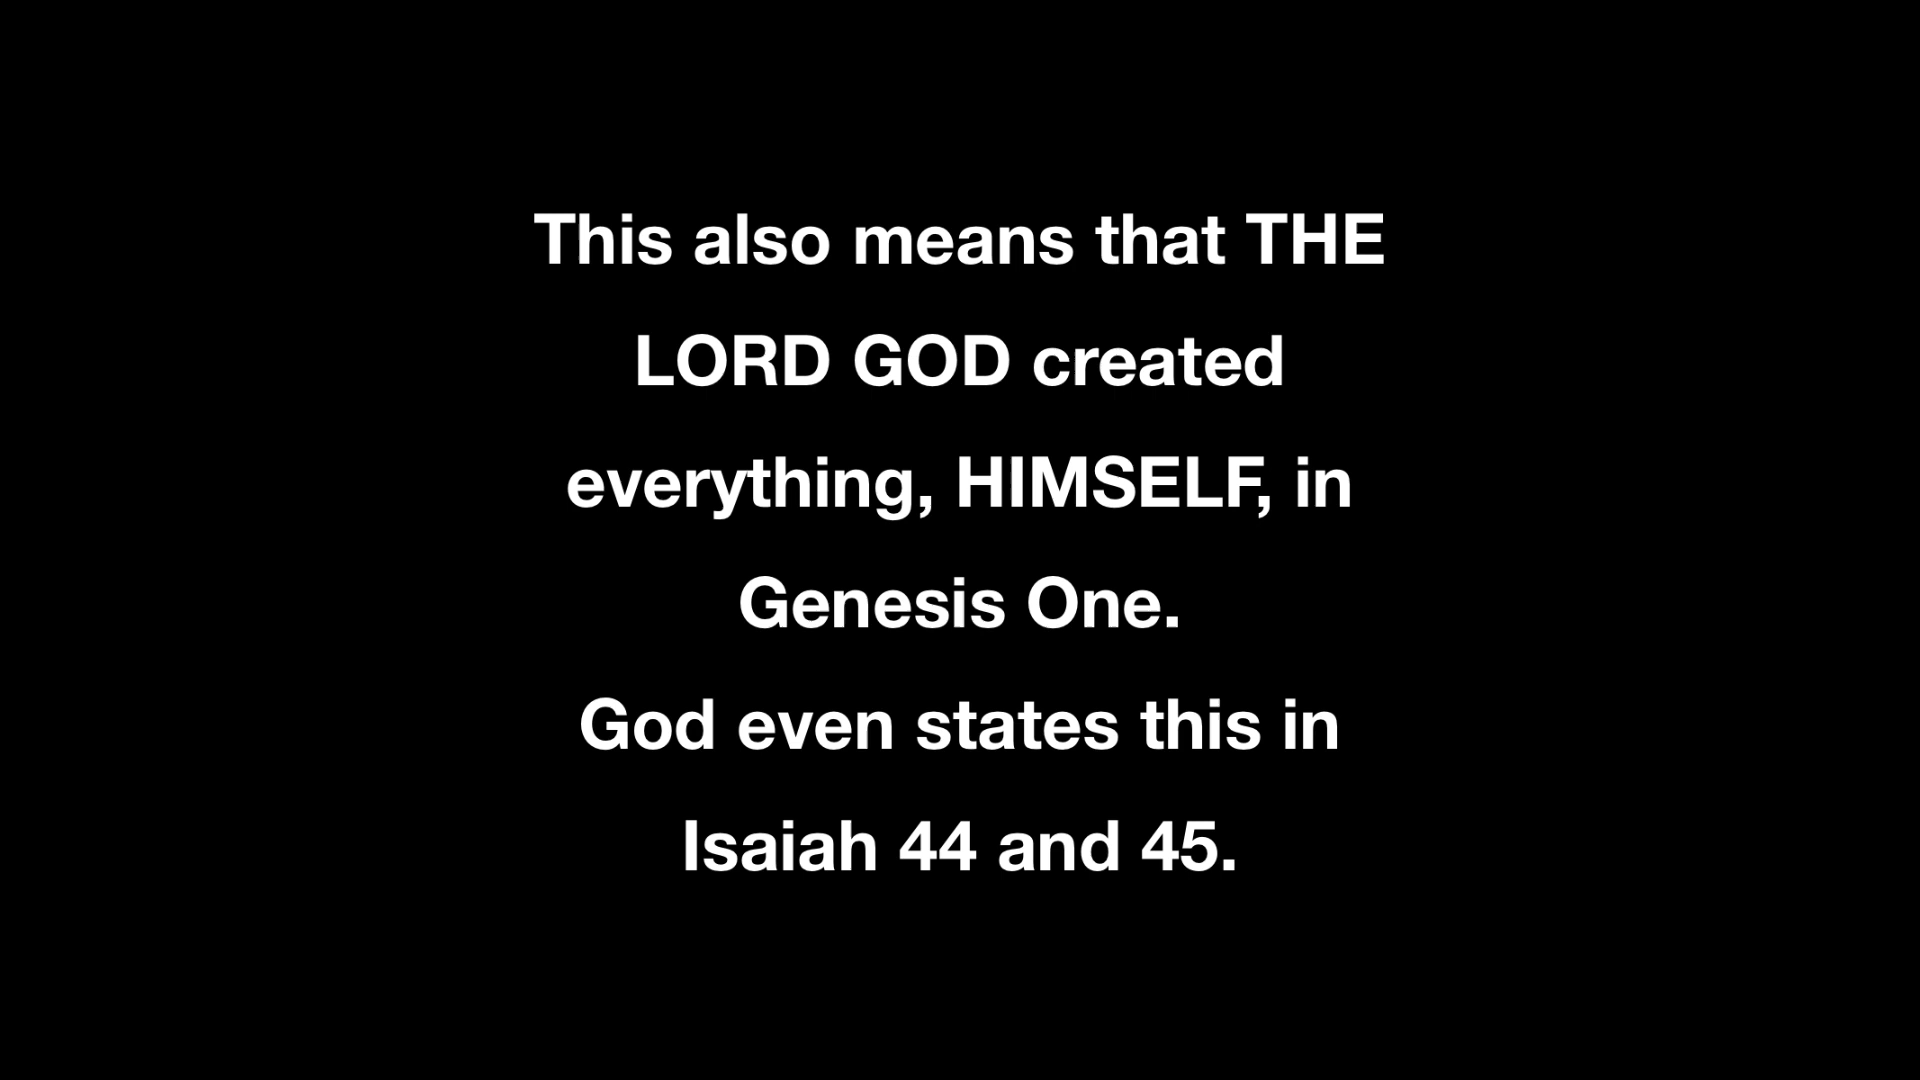 This also means that THE
LORD GOD created
everything, HIMSELF, in
Genesis One.
God even states this in
Isaiah 44 and 45.